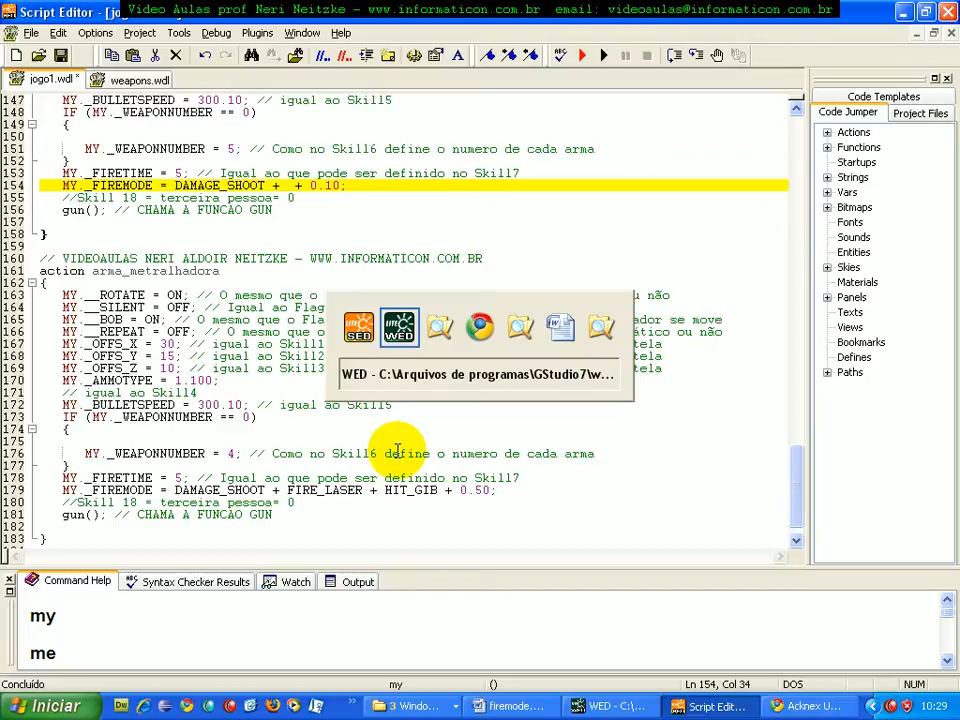 Script Editor - [jog
Video Aulas prof Neri Neitzke - www.informaticon.com.br email: videoaulas@informaticon.com.br
File Edit Options Project Tools Debug Plugins Window Help
jogo1.wdl * weapons.wdl
147 MY._BULLETSPEED = 300.10; // igual ao Skill5
148 IF (MY._WEAPONNUMBER == 0)
149 {
150
151 MY._WEAPONNUMBER = 5; // Como no Skill6 define o numero de cada arma
152 }
153 MY._FIRETIME = 5; // Igual ao que pode ser definido no Skill7
154 MY._FIREMODE = DAMAGE_SHOOT +  + 0.10;
155 //Skill 18 = terceira pessoa= 0
156 gun(); // CHAMA A FUNCAO GUN
157
158 }
159
160 // VIDEOAULAS NERI ALDOIR NEITZKE - WWW.INFORMATICON.COM.BR
161 action arma_metralhadora
162 {
163 MY.__ROTATE = ON; // O mesmo que o u não
164 MY.__SILENT = OFF; // Igual ao Flag
165 MY.__BOB = ON; // O mesmo que o Fla ador se move
166 MY.__REPEAT = OFF; // O mesmo que o ático ou não
167 MY._OFFS_X = 30; // igual ao Skill1 tela
168 MY._OFFS_Y = 15; // igual ao Skill2 tela
169 MY._OFFS_Z = 10; // igual ao Skill3 tela
170 MY._AMMOTYPE = 1.100;
171 // igual ao Skill4
172 MY._BULLETSPEED = 300.10; // igual ao Skill5
173 IF (MY._WEAPONNUMBER == 0)
174 {
175
176 MY._WEAPONNUMBER = 4; // Como no Skill6 define o numero de cada arma
177 }
178 MY._FIRETIME = 5; // Igual ao que pode ser definido no Skill7
179 MY._FIREMODE = DAMAGE_SHOOT + FIRE_LASER + HIT_GIB + 0.50;
180 //Skill 18 = terceira pessoa= 0
181 gun(); // CHAMA A FUNCAO GUN
182
183 }
SED WED
WED - C:\Arquivos de programas\GStudio7\w...
Code Templates
Code Jumper Project Files
Actions
Functions
Startups
Strings
Vars
Bitmaps
Fonts
Sounds
Entities
Skies
Materials
Panels
Texts
Views
Bookmarks
Defines
Paths
Command Help Syntax Checker Results Watch Output
my
me
Concluído my () Ln 154, Col 34 DOS NUM
Iniciar 3 Windo... firemode.... WED - C:\... Script Edit... Acknex U... 10:29